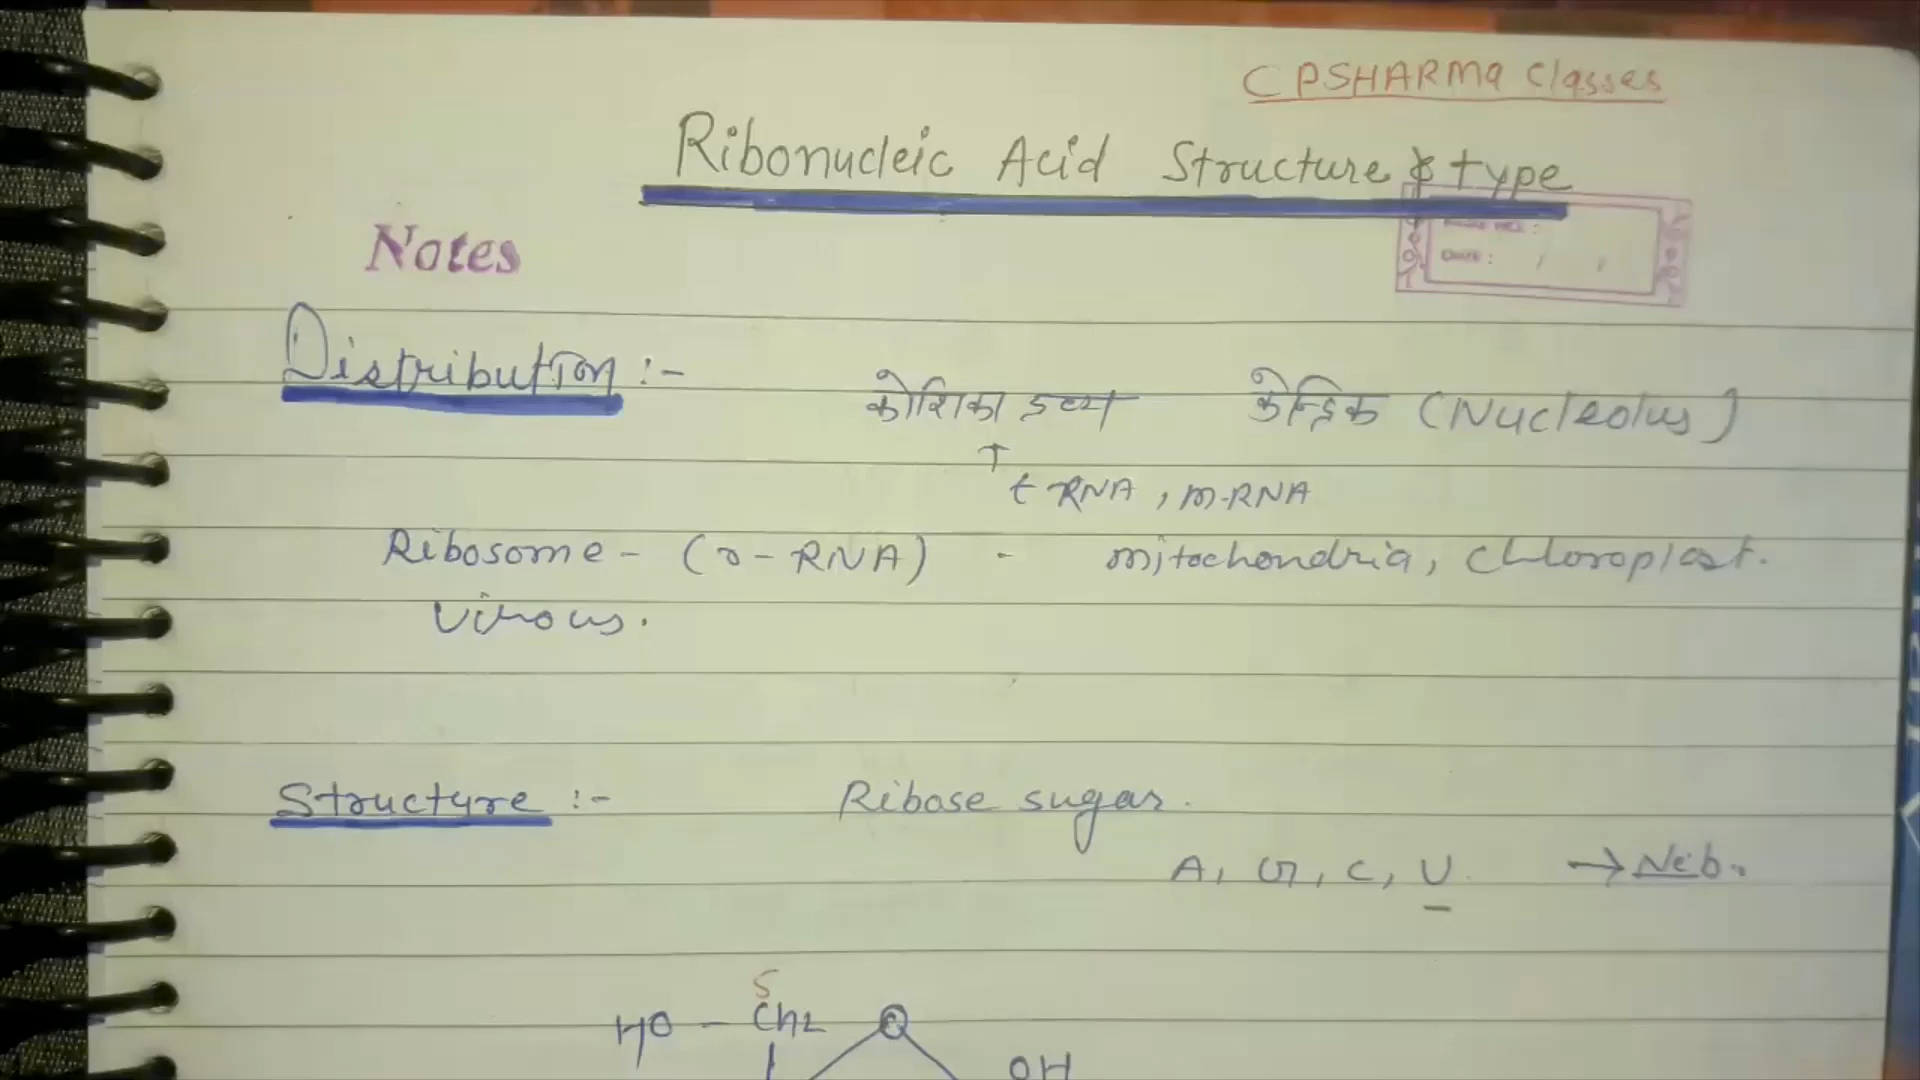 CPSHARMA Classes
Ribonucleic Acid Structure & type
Notes
Date :
Distribution :-
कोशिका द्रव्य केन्द्रिक (Nucleolus)
↑
t RNA, m-RNA
Ribosome - (r-RNA) - mitochondria, Chloroplast.
Virous.
Structure :- Ribose sugar.
A, G, C, U. → N.b.
5
HO - CH2 O
OH